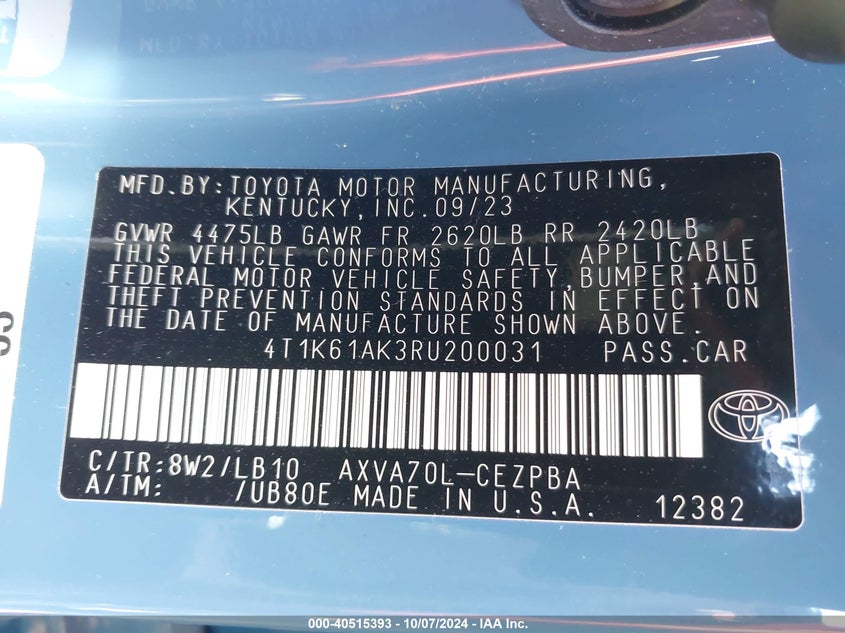 MFD.BY:TOYOTA MOTOR MANUFACTURING,
KENTUCKY,INC.09/23
GVWR 4475LB GAWR FR 2620LB RR 2420LB
THIS VEHICLE CONFORMS TO ALL APPLICABLE
FEDERAL MOTOR VEHICLE SAFETY,BUMPER,AND
THEFT PREVENTION STANDARDS IN EFFECT ON
THE DATE OF MANUFACTURE SHOWN ABOVE.
4T1K61AK3RU200031 PASS.CAR
C/TR:8W2/LB10 AXVA70L-CEZPBA
A/TM: /UB80E MADE IN U.S.A. 12382
000-40515393 - 10/07/2024 - IAA Inc.